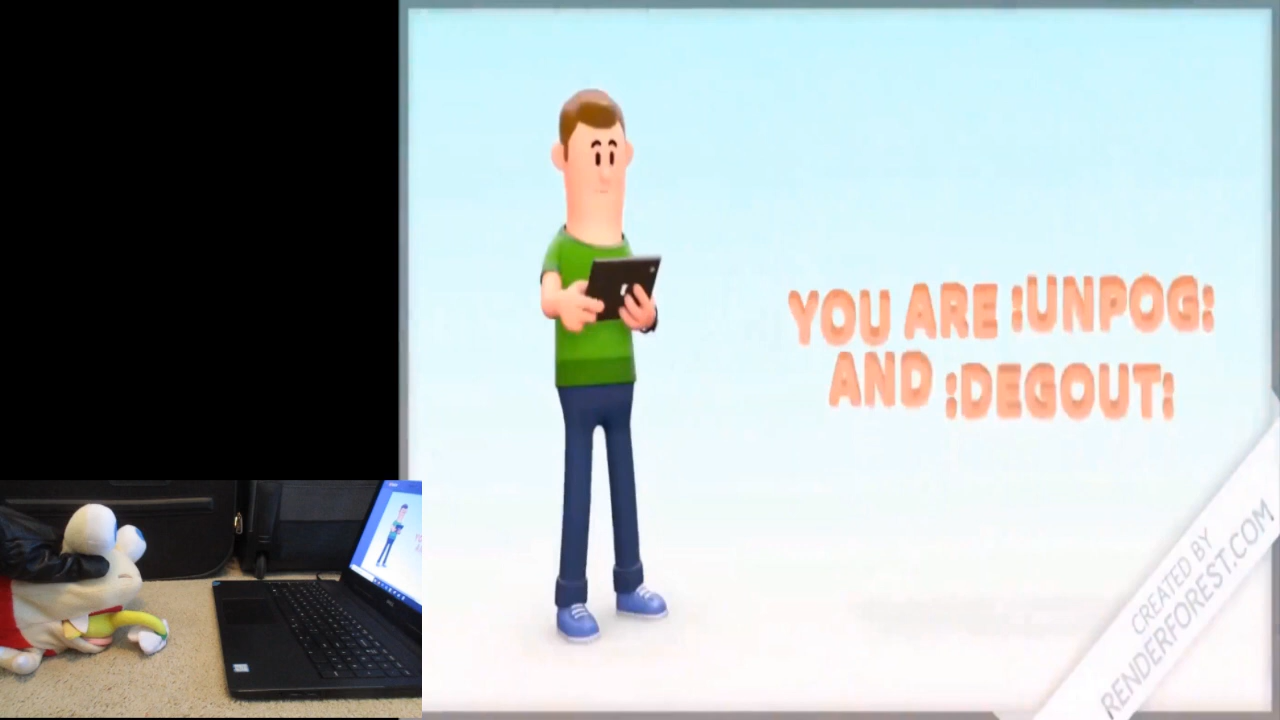 YOU ARE :UNPOG:
AND :DEGOUT:
CREATED BY
RENDERFOREST.COM